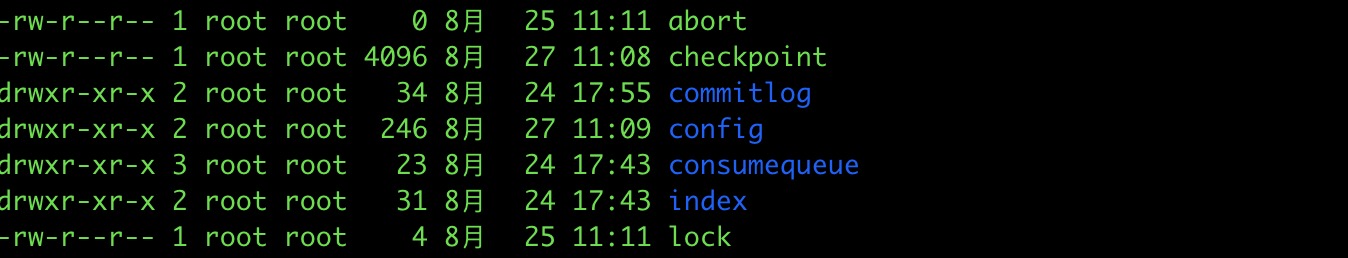 -rw-r--r-- 1 root root    0 8月   25 11:11 abort
-rw-r--r-- 1 root root 4096 8月   27 11:08 checkpoint
drwxr-xr-x 2 root root   34 8月   24 17:55 commitlog
drwxr-xr-x 2 root root  246 8月   27 11:09 config
drwxr-xr-x 3 root root   23 8月   24 17:43 consumequeue
drwxr-xr-x 2 root root   31 8月   24 17:43 index
-rw-r--r-- 1 root root    4 8月   25 11:11 lock